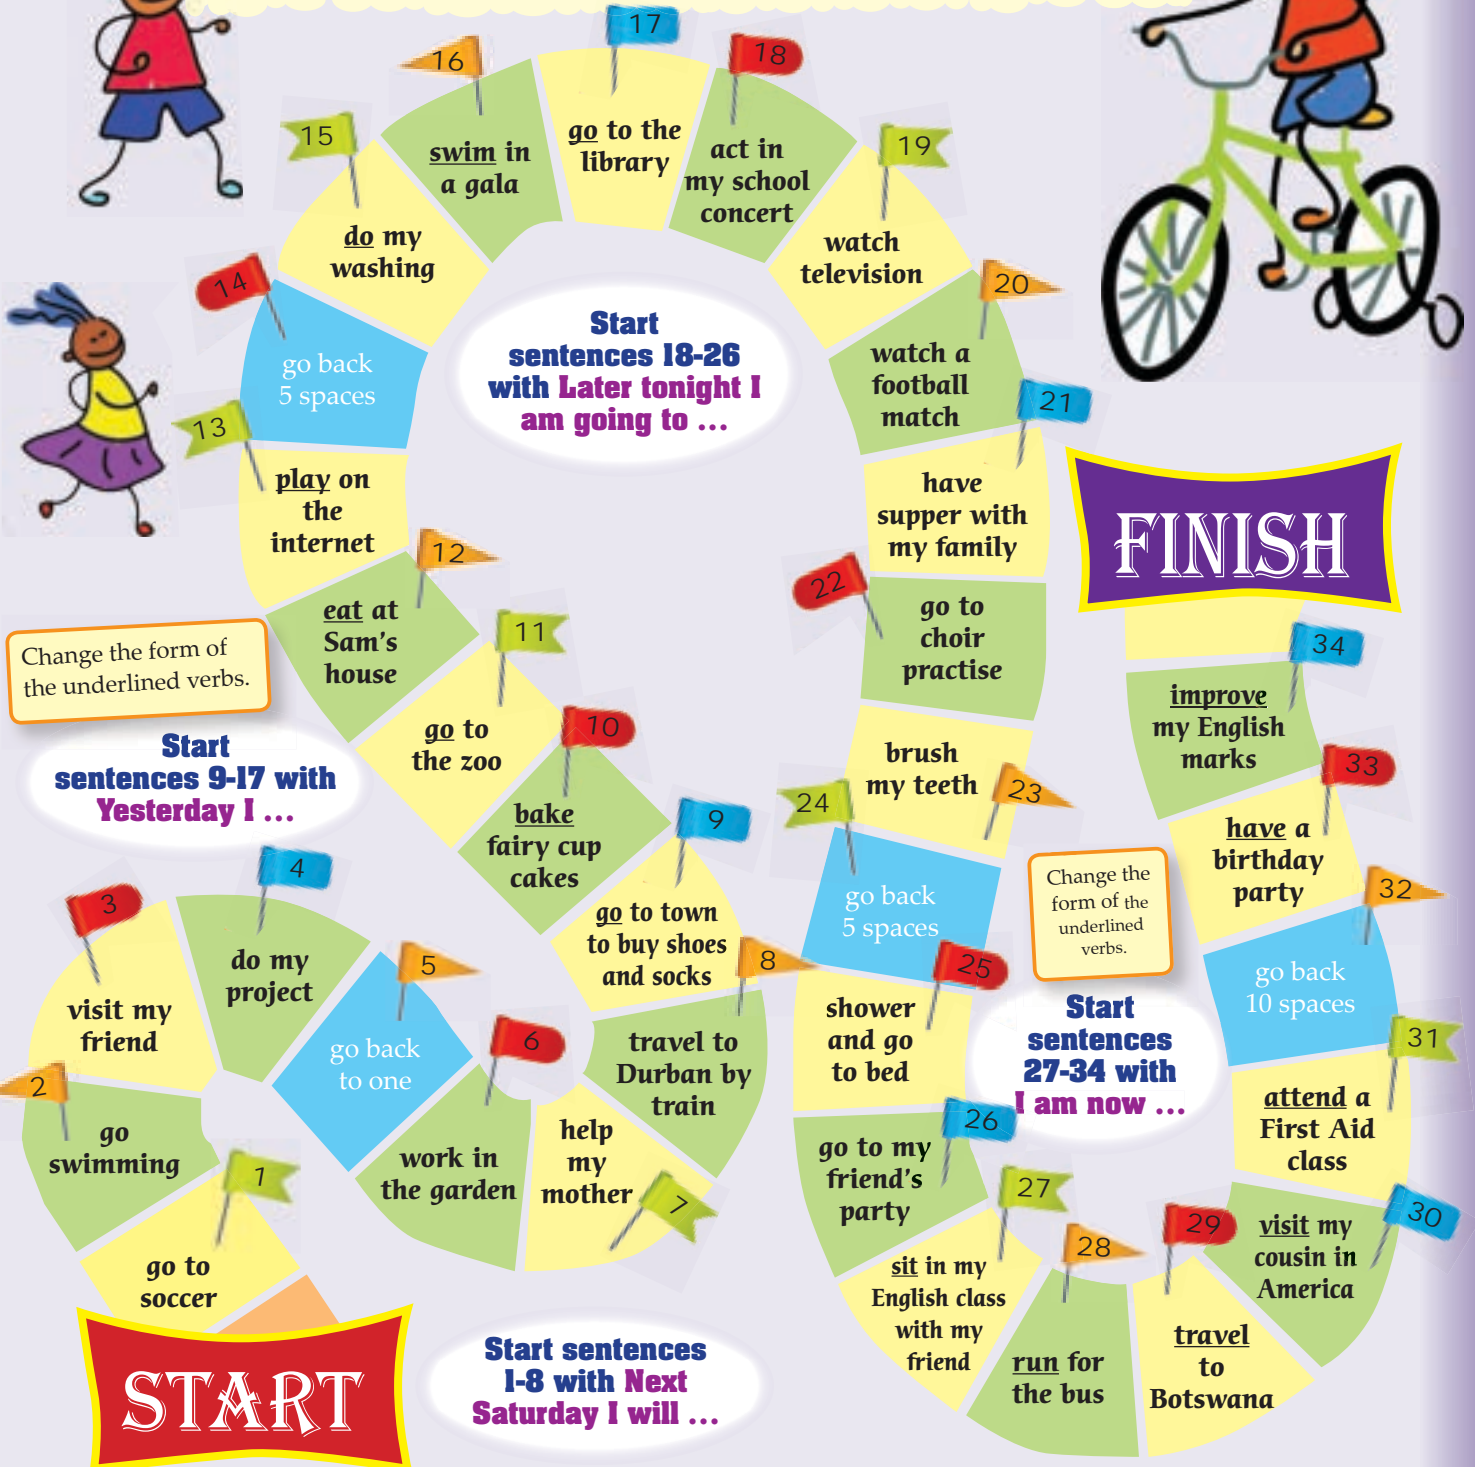 START
Start sentences
1-8 with Next
Saturday I will ...
1
go to
soccer
2
go
swimming
3
visit my
friend
4
do my
project
5
go back
to one
6
work in
the garden
7
help
my
mother
8
travel to
Durban by
train
Change the form of
the underlined verbs.
Start
sentences 9-17 with
Yesterday I ...
9
go to town
to buy shoes
and socks
10
bake
fairy cup
cakes
11
go to
the zoo
12
eat at
Sam's
house
13
play on
the
internet
14
go back
5 spaces
15
do my
washing
16
swim in
a gala
17
go to the
library
Start
sentences 18-26
with Later tonight I
am going to ...
18
act in
my school
concert
19
watch
television
20
watch a
football
match
21
have
supper with
my family
22
go to
choir
practise
23
brush
my teeth
24
go back
5 spaces
25
shower
and go
to bed
26
go to my
friend's
party
Change the
form of the
underlined
verbs.
Start
sentences
27-34 with
I am now ...
27
sit in my
English class
with my
friend
28
run for
the bus
29
travel
to
Botswana
30
visit my
cousin in
America
31
attend a
First Aid
class
32
go back
10 spaces
33
have a
birthday
party
34
improve
my English
marks
FINISH